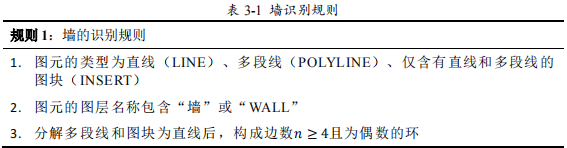 表 3-1 墙识别规则
规则 1：墙的识别规则
1. 图元的类型为直线（LINE）、多段线（POLYLINE）、仅含有直线和多段线的
图块（INSERT）
2. 图元的图层名称包含“墙”或“WALL”
3. 分解多段线和图块为直线后，构成边数n ≥ 4且为偶数的环